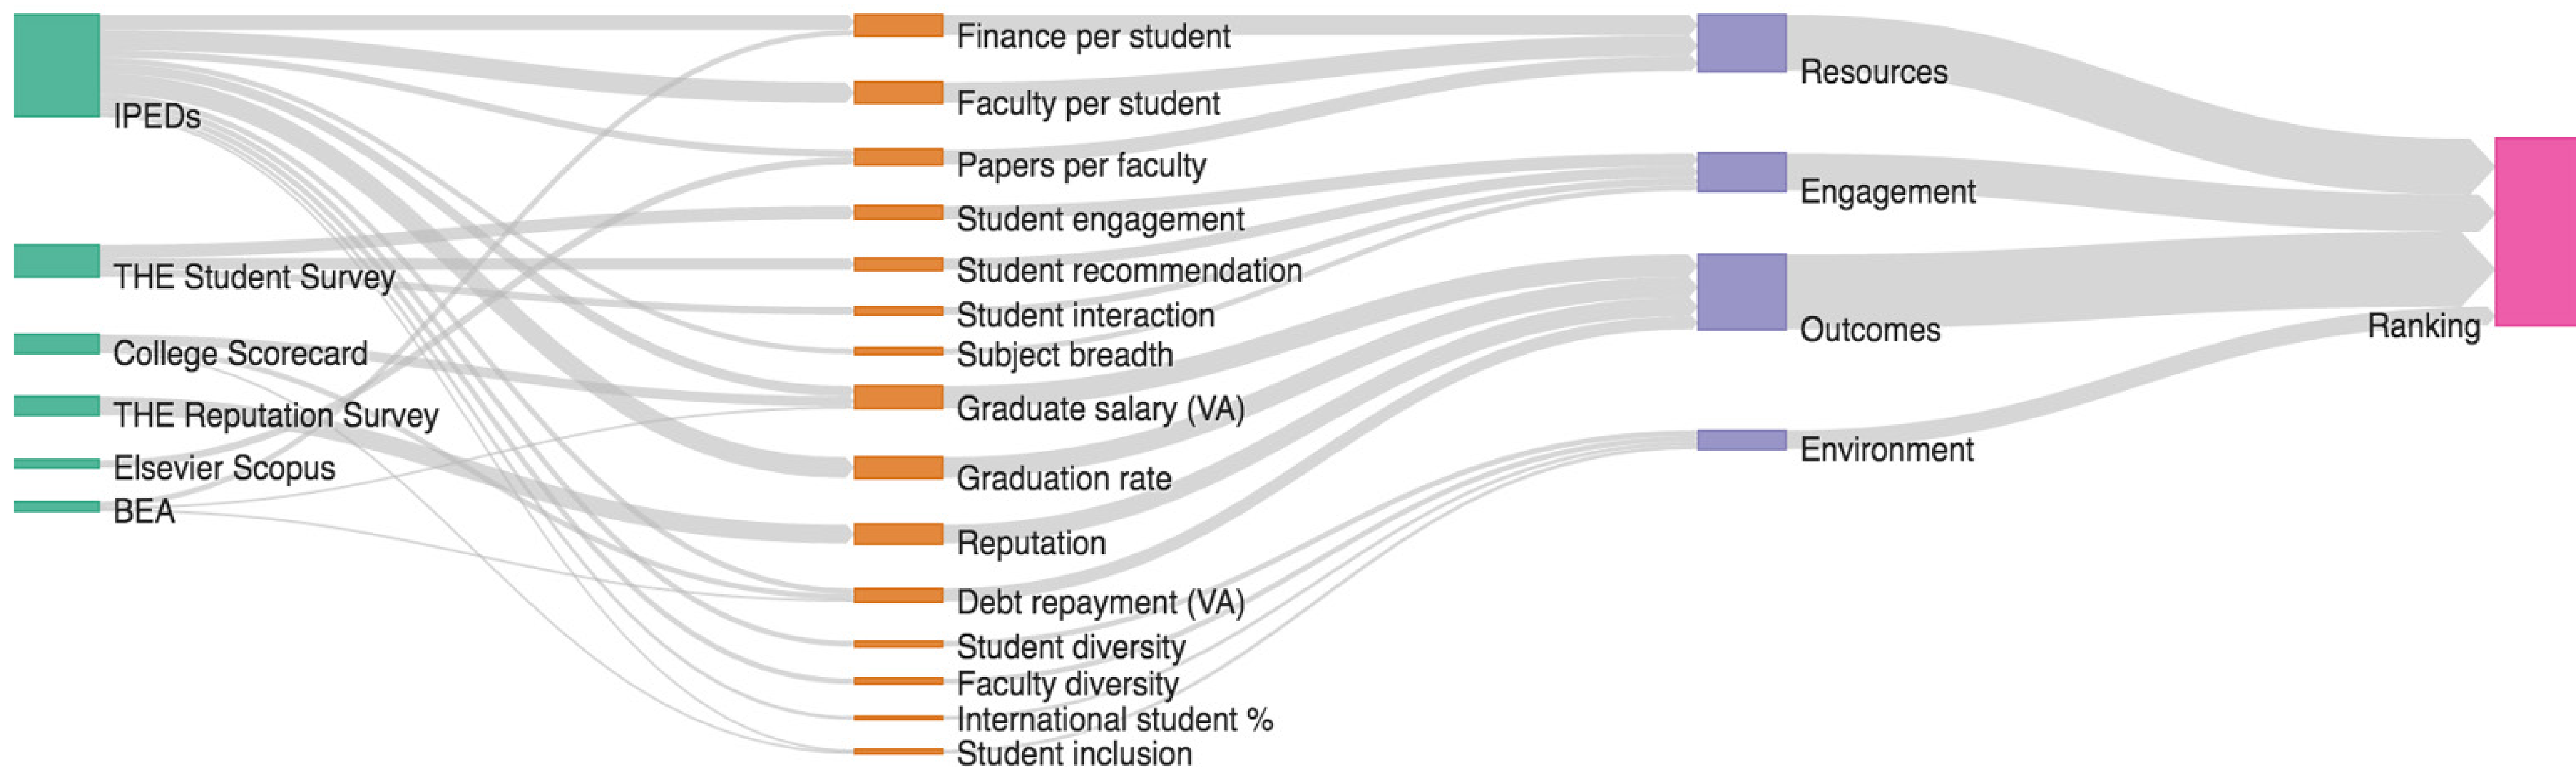 IPEDs
THE Student Survey
College Scorecard
THE Reputation Survey
Elsevier Scopus
BEA
Finance per student
Faculty per student
Papers per faculty
Student engagement
Student recommendation
Student interaction
Subject breadth
Graduate salary (VA)
Graduation rate
Reputation
Debt repayment (VA)
Student diversity
Faculty diversity
International student %
Student inclusion
Resources
Engagement
Outcomes
Environment
Ranking